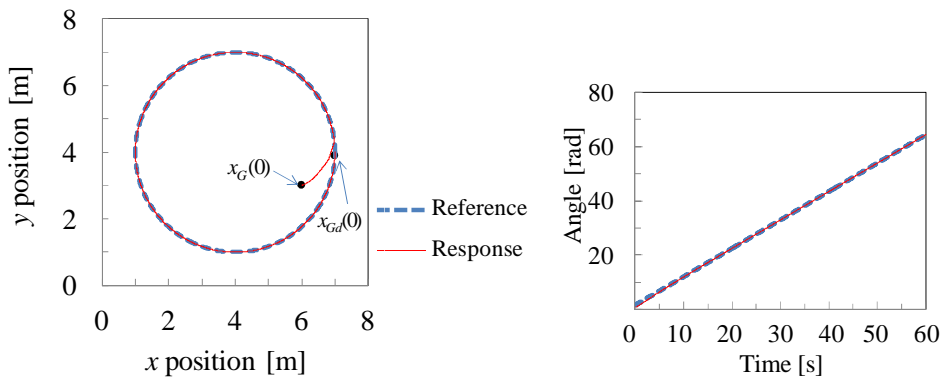 8
6
4
2
0
y position [m]
x_G(0)
x_Gd(0)
0 2 4 6 8
x position [m]
Reference
Response
80
60
40
20
Angle [rad]
0 10 20 30 40 50 60
Time [s]